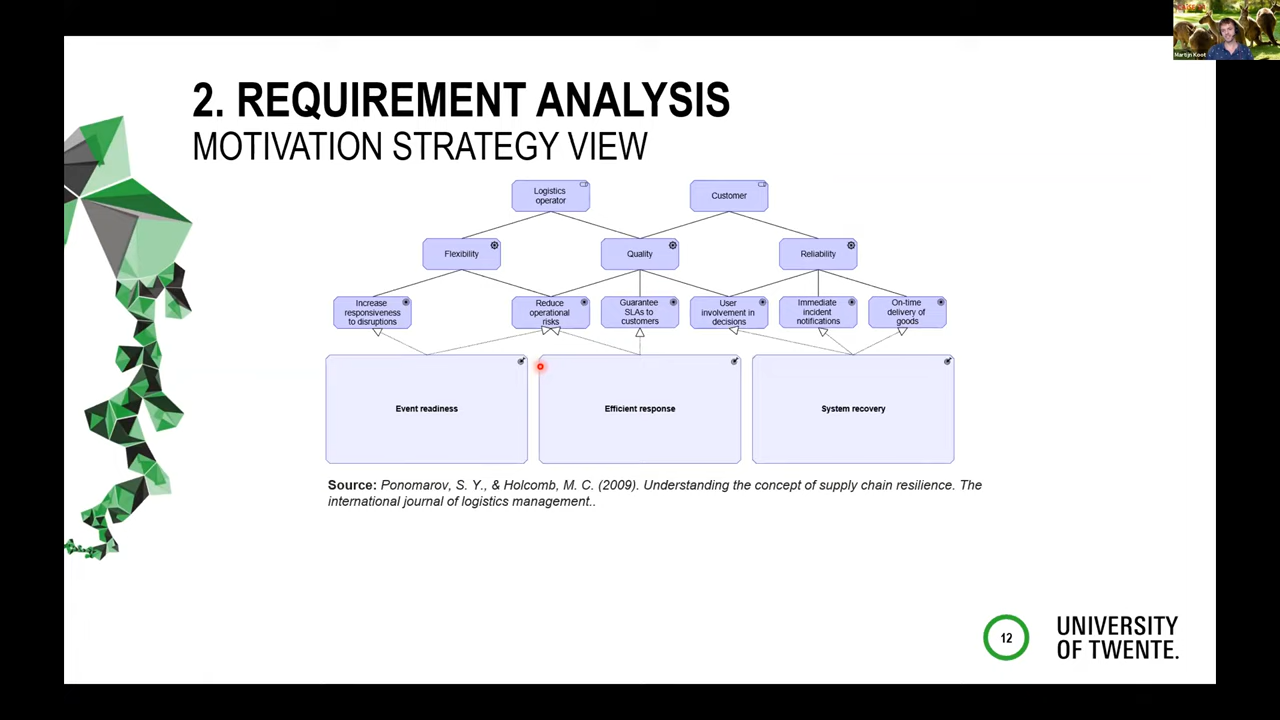 Martijn Koot
2. REQUIREMENT ANALYSIS
MOTIVATION STRATEGY VIEW
Logistics
operator
Customer
Flexibility
Quality
Reliability
Increase
responsiveness
to disruptions
Reduce
operational
risks
Guarantee
SLAs to
customers
User
involvement in
decisions
Immediate
incident
notifications
On-time
delivery of
goods
Event readiness
Efficient response
System recovery
Source: Ponomarov, S. Y., & Holcomb, M. C. (2009). Understanding the concept of supply chain resilience. The
international journal of logistics management..
12
UNIVERSITY
OF TWENTE.